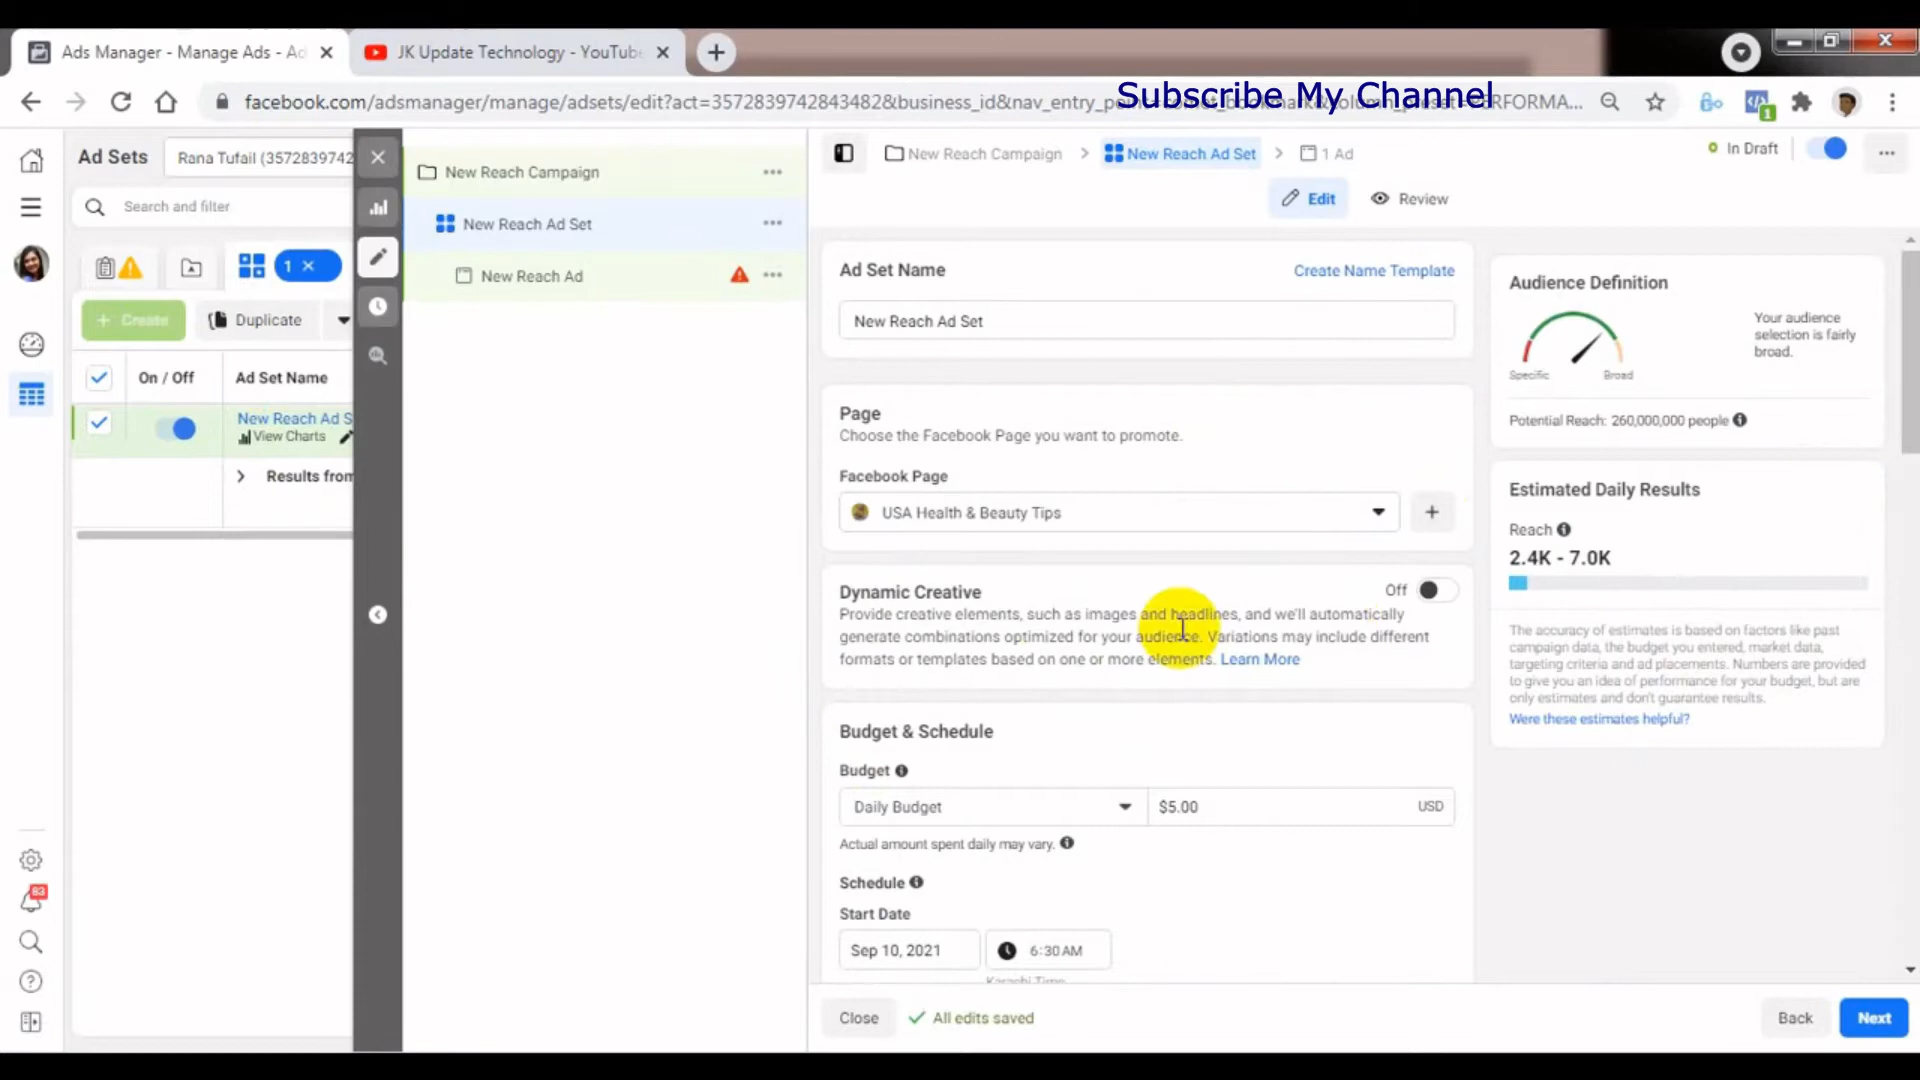 Ads Manager - Manage Ads - Ad
JK Update Technology - YouTube
Subscribe My Channel
facebook.com/adsmanager/manage/adsets/edit?act=3572839742843482&business_id&nav_entry_po
RMA...
1
Ad Sets
Rana Tufail (3572839742
New Reach Campaign
New Reach Campaign > New Reach Ad Set > 1 Ad
In Draft
...
Search and filter
New Reach Ad Set
New Reach Ad
Edit
Review
1 ×
+ Create
Duplicate
On / Off
Ad Set Name
New Reach Ad S
View Charts
Results from
83
Ad Set Name
Create Name Template
New Reach Ad Set
Page
Choose the Facebook Page you want to promote.
Facebook Page
USA Health & Beauty Tips
+
Dynamic Creative
Off
Provide creative elements, such as images and headlines, and we'll automatically
generate combinations optimized for your audience. Variations may include different
formats or templates based on one or more elements. Learn More
Budget & Schedule
Budget
Daily Budget
$5.00
USD
Actual amount spent daily may vary.
Schedule
Start Date
Sep 10, 2021
6:30 AM
Karachi Time
Close
All edits saved
Back
Next
Audience Definition
Your audience
selection is fairly
broad.
Specific
Broad
Potential Reach: 260,000,000 people
Estimated Daily Results
Reach
2.4K - 7.0K
The accuracy of estimates is based on factors like past
campaign data, the budget you entered, market data,
targeting criteria and ad placements. Numbers are provided
to give you an idea of performance for your budget, but are
only estimates and don't guarantee results.
Were these estimates helpful?